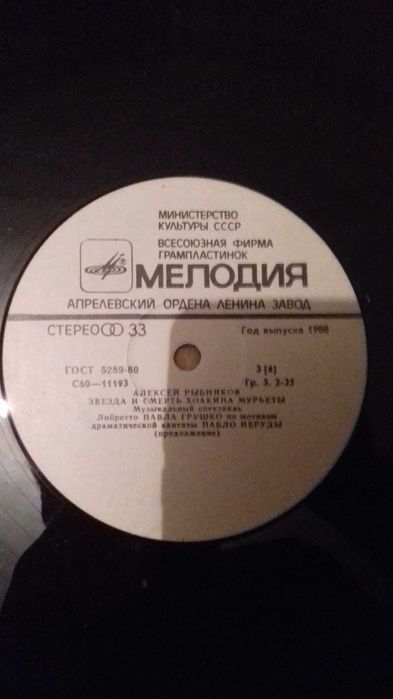 МИНИСТЕРСТВО
КУЛЬТУРЫ СССР
ВСЕСОЮЗНАЯ ФИРМА
ГРАМПЛАСТИНОК
МЕЛОДИЯ
АПРЕЛЕВСКИЙ ОРДЕНА ЛЕНИНА ЗАВОД
СТЕРЕО 33 Год выпуска 1988
ГОСТ 5289-80 3 [4]
С60—11193 Гр. 3. 2-25
АЛЕКСЕЙ РЫБНИКОВ
ЗВЕЗДА И СМЕРТЬ ХОАКИНА МУРЬЕТЫ
Музыкальный спектакль
Либретто ПАВЛА ГРУШКО по мотивам
драматической кантаты ПАБЛО НЕРУДЫ
(продолжение)